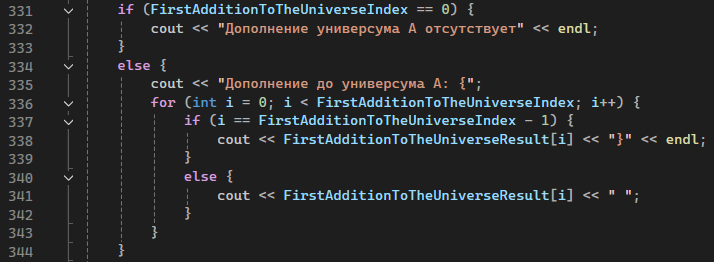 331 if (FirstAdditionToTheUniverseIndex == 0) {
332 cout << "Дополнение универсума А отсутствует" << endl;
333 }
334 else {
335 cout << "Дополнение до универсума А: {";
336 for (int i = 0; i < FirstAdditionToTheUniverseIndex; i++) {
337 if (i == FirstAdditionToTheUniverseIndex - 1) {
338 cout << FirstAdditionToTheUniverseResult[i] << "}" << endl;
339 }
340 else {
341 cout << FirstAdditionToTheUniverseResult[i] << " ";
342 }
343 }
344 }